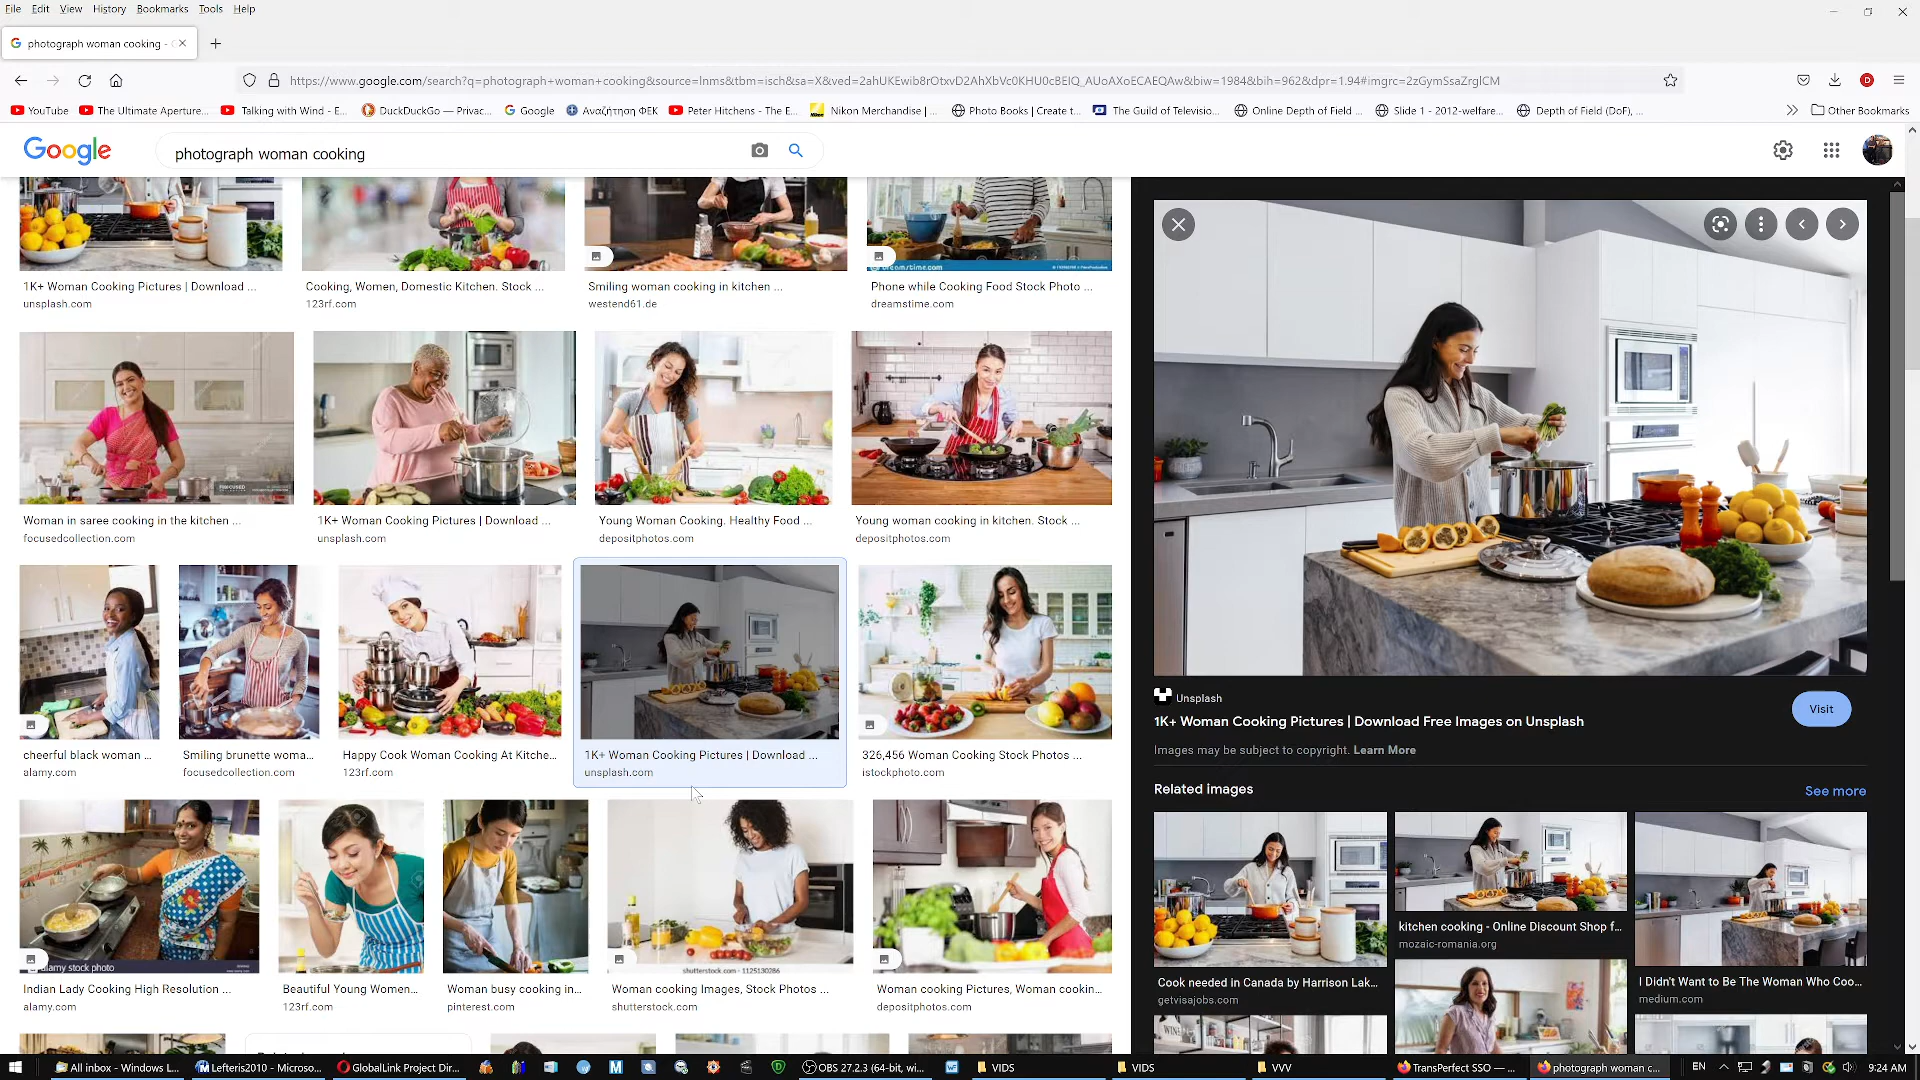 File Edit View History Bookmarks Tools Help
photograph woman cooking -
https://www.google.com/search?q=photograph+woman+cooking&source=lnms&tbm=isch&sa=X&ved=2ahUKEwib8rOtxvD2AhXbVc0KHU0cBEIQ_AUoAXoECAEQAw&biw=1984&bih=962&dpr=1.94#imgrc=2zGymSsaZrglCM
YouTube The Ultimate Aperture... Talking with Wind - E... DuckDuckGo — Privac... Google Αναζήτηση ΦΕΚ Peter Hitchens - The E... Nikon Merchandise | ... Photo Books | Create t... The Guild of Televisio... Online Depth of Field ... Slide 1 - 2012-welfare... Depth of Field (DoF), ... Other Bookmarks
Google photograph woman cooking
dreamstime.com
1K+ Woman Cooking Pictures | Download ...
unsplash.com
Cooking, Women, Domestic Kitchen. Stock ...
123rf.com
Smiling woman cooking in kitchen ...
westend61.de
Phone while Cooking Food Stock Photo ...
dreamstime.com
Woman in saree cooking in the kitchen ...
focusedcollection.com
1K+ Woman Cooking Pictures | Download ...
unsplash.com
Young Woman Cooking. Healthy Food ...
depositphotos.com
Young woman cooking in kitchen. Stock ...
depositphotos.com
cheerful black woman ...
alamy.com
Smiling brunette woma...
focusedcollection.com
Happy Cook Woman Cooking At Kitche...
123rf.com
1K+ Woman Cooking Pictures | Download ...
unsplash.com
326,456 Woman Cooking Stock Photos ...
istockphoto.com
alamy stock photo
shutterstock.com · 1125130286
Indian Lady Cooking High Resolution ...
alamy.com
Beautiful Young Women...
123rf.com
Woman busy cooking in...
pinterest.com
Woman cooking Images, Stock Photos ...
shutterstock.com
Woman cooking Pictures, Woman cookin...
depositphotos.com
Unsplash
1K+ Woman Cooking Pictures | Download Free Images on Unsplash
Visit
Images may be subject to copyright. Learn More
Related images
See more
Cook needed in Canada by Harrison Lak...
getvisajobs.com
kitchen cooking - Online Discount Shop f...
mozaic-romania.org
I Didn't Want to Be The Woman Who Coo...
medium.com
All inbox - Windows L... Lefteris2010 - Microso... GlobalLink Project Dir... OBS 27.2.3 (64-bit, wi... VIDS VIDS VVV TransPerfect SSO — ... photograph woman c... EN 9:24 AM